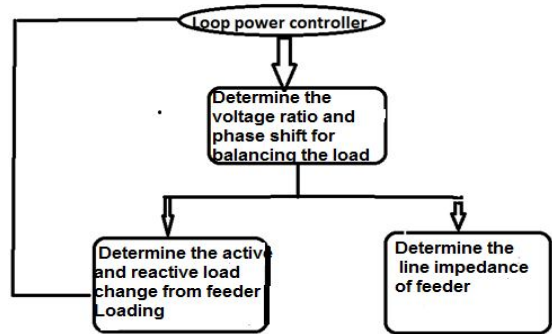 Loop power controller
Determine the
voltage ratio and
phase shift for
balancing the load
Determine the active
and reactive load
change from feeder
Loading
Determine the
line impedance
of feeder